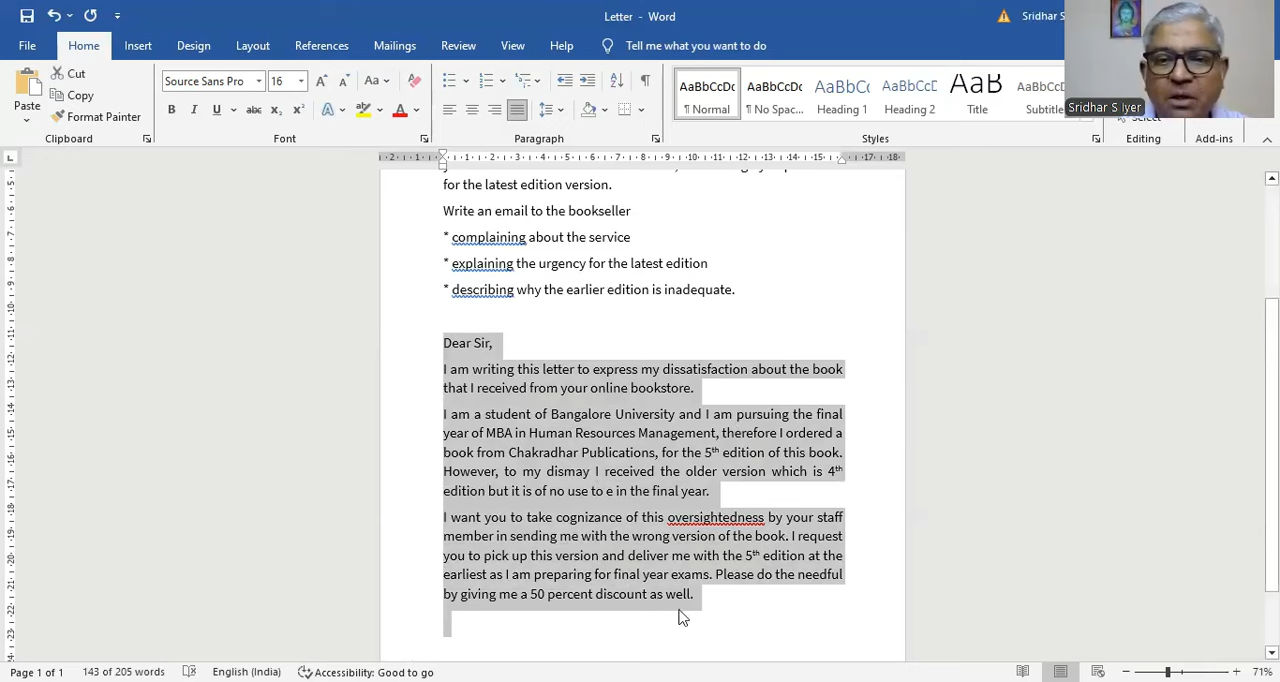 Letter - Word
Sridhar S
File Home Insert Design Layout References Mailings Review View Help Tell me what you want to do
Paste
Cut
Copy
Format Painter
Source Sans Pro 16
Aa
B I U abc x₂ x² A A
AaBbCcDc
¶ Normal
AaBbCcDc
¶ No Spac...
AaBbCc
Heading 1
AaBbCc
Heading 2
AaB
Title
AaBbCc
Subtitle
Select
Sridhar S Iyer
Clipboard Font Paragraph Styles Editing Add-ins
for the latest edition version.
Write an email to the bookseller
* complaining about the service
* explaining the urgency for the latest edition
* describing why the earlier edition is inadequate.
Dear Sir,
I am writing this letter to express my dissatisfaction about the book
that I received from your online bookstore.
I am a student of Bangalore University and I am pursuing the final
year of MBA in Human Resources Management, therefore I ordered a
book from Chakradhar Publications, for the 5th edition of this book.
However, to my dismay I received the older version which is 4th
edition but it is of no use to e in the final year.
I want you to take cognizance of this oversightedness by your staff
member in sending me with the wrong version of the book. I request
you to pick up this version and deliver me with the 5th edition at the
earliest as I am preparing for final year exams. Please do the needful
by giving me a 50 percent discount as well.
Page 1 of 1 143 of 205 words English (India) Accessibility: Good to go 71%